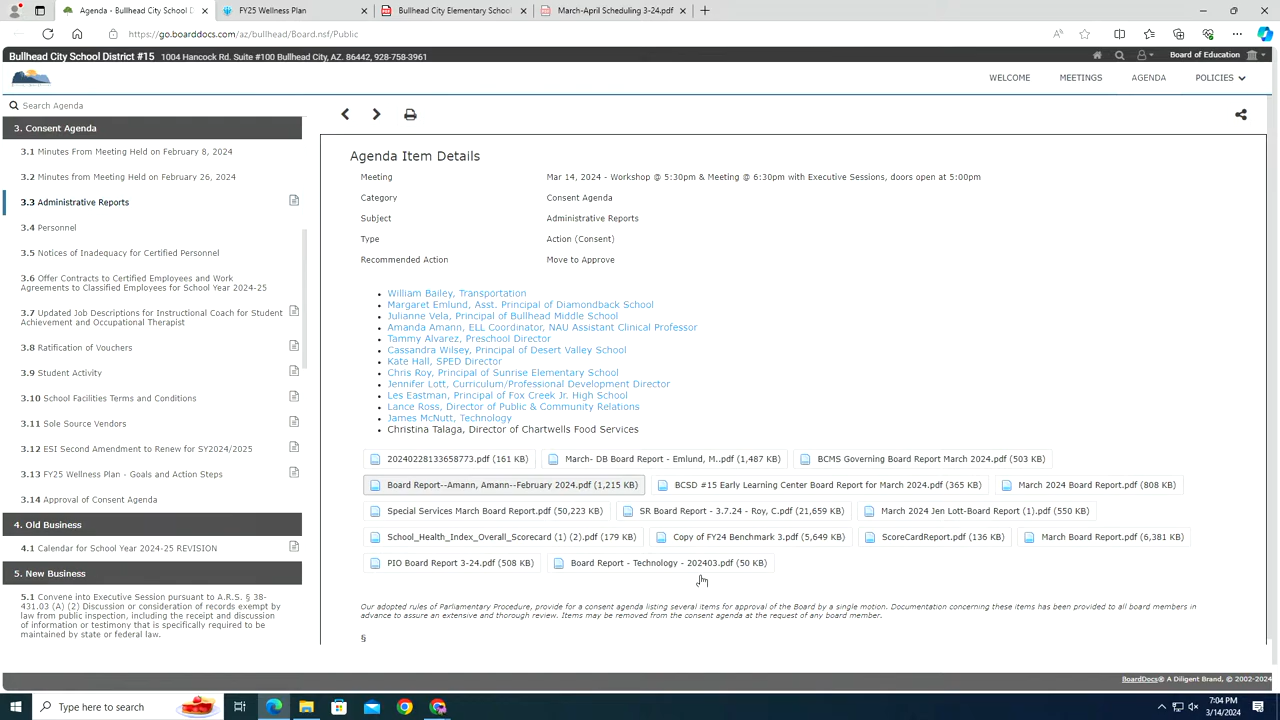 Agenda - Bullhead City School D
FY25 Wellness Plan
Bullhead City Elementary School
March-April Scheduling 3-24.pdf
https://go.boarddocs.com/az/bullhead/Board.nsf/Public
Bullhead City School District #15 1004 Hancock Rd. Suite #100 Bullhead City, AZ. 86442, 928-758-3961
Board of Education
WELCOME MEETINGS AGENDA POLICIES
Search Agenda
3. Consent Agenda
3.1 Minutes From Meeting Held on February 8, 2024
3.2 Minutes from Meeting Held on February 26, 2024
3.3 Administrative Reports
3.4 Personnel
3.5 Notices of Inadequacy for Certified Personnel
3.6 Offer Contracts to Certified Employees and Work
Agreements to Classified Employees for School Year 2024-25
3.7 Updated Job Descriptions for Instructional Coach for Student
Achievement and Occupational Therapist
3.8 Ratification of Vouchers
3.9 Student Activity
3.10 School Facilities Terms and Conditions
3.11 Sole Source Vendors
3.12 ESI Second Amendment to Renew for SY2024/2025
3.13 FY25 Wellness Plan - Goals and Action Steps
3.14 Approval of Consent Agenda
4. Old Business
4.1 Calendar for School Year 2024-25 REVISION
5. New Business
5.1 Convene into Executive Session pursuant to A.R.S. § 38-
431.03 (A) (2) Discussion or consideration of records exempt by
law from public inspection, including the receipt and discussion
of information or testimony that is specifically required to be
maintained by state or federal law.
Agenda Item Details
Meeting Mar 14, 2024 - Workshop @ 5:30pm & Meeting @ 6:30pm with Executive Sessions, doors open at 5:00pm
Category Consent Agenda
Subject Administrative Reports
Type Action (Consent)
Recommended Action Move to Approve
• William Bailey, Transportation
• Margaret Emlund, Asst. Principal of Diamondback School
• Julianne Vela, Principal of Bullhead Middle School
• Amanda Amann, ELL Coordinator, NAU Assistant Clinical Professor
• Tammy Alvarez, Preschool Director
• Cassandra Wilsey, Principal of Desert Valley School
• Kate Hall, SPED Director
• Chris Roy, Principal of Sunrise Elementary School
• Jennifer Lott, Curriculum/Professional Development Director
• Les Eastman, Principal of Fox Creek Jr. High School
• Lance Ross, Director of Public & Community Relations
• James McNutt, Technology
• Christina Talaga, Director of Chartwells Food Services
20240228133658773.pdf (161 KB) March- DB Board Report - Emlund, M..pdf (1,487 KB) BCMS Governing Board Report March 2024.pdf (503 KB)
Board Report--Amann, Amann--February 2024.pdf (1,215 KB) BCSD #15 Early Learning Center Board Report for March 2024.pdf (365 KB) March 2024 Board Report.pdf (808 KB)
Special Services March Board Report.pdf (50,223 KB) SR Board Report - 3.7.24 - Roy, C.pdf (21,659 KB) March 2024 Jen Lott-Board Report (1).pdf (550 KB)
School_Health_Index_Overall_Scorecard (1) (2).pdf (179 KB) Copy of FY24 Benchmark 3.pdf (5,649 KB) ScoreCardReport.pdf (136 KB) March Board Report.pdf (6,381 KB)
PIO Board Report 3-24.pdf (508 KB) Board Report - Technology - 202403.pdf (50 KB)
Our adopted rules of Parliamentary Procedure, provide for a consent agenda listing several items for approval of the Board by a single motion. Documentation concerning these items has been provided to all board members in
advance to assure an extensive and thorough review. Items may be removed from the consent agenda at the request of any board member.
§
BoardDocs® A Diligent Brand, © 2002-2024
Type here to search
7:04 PM
3/14/2024